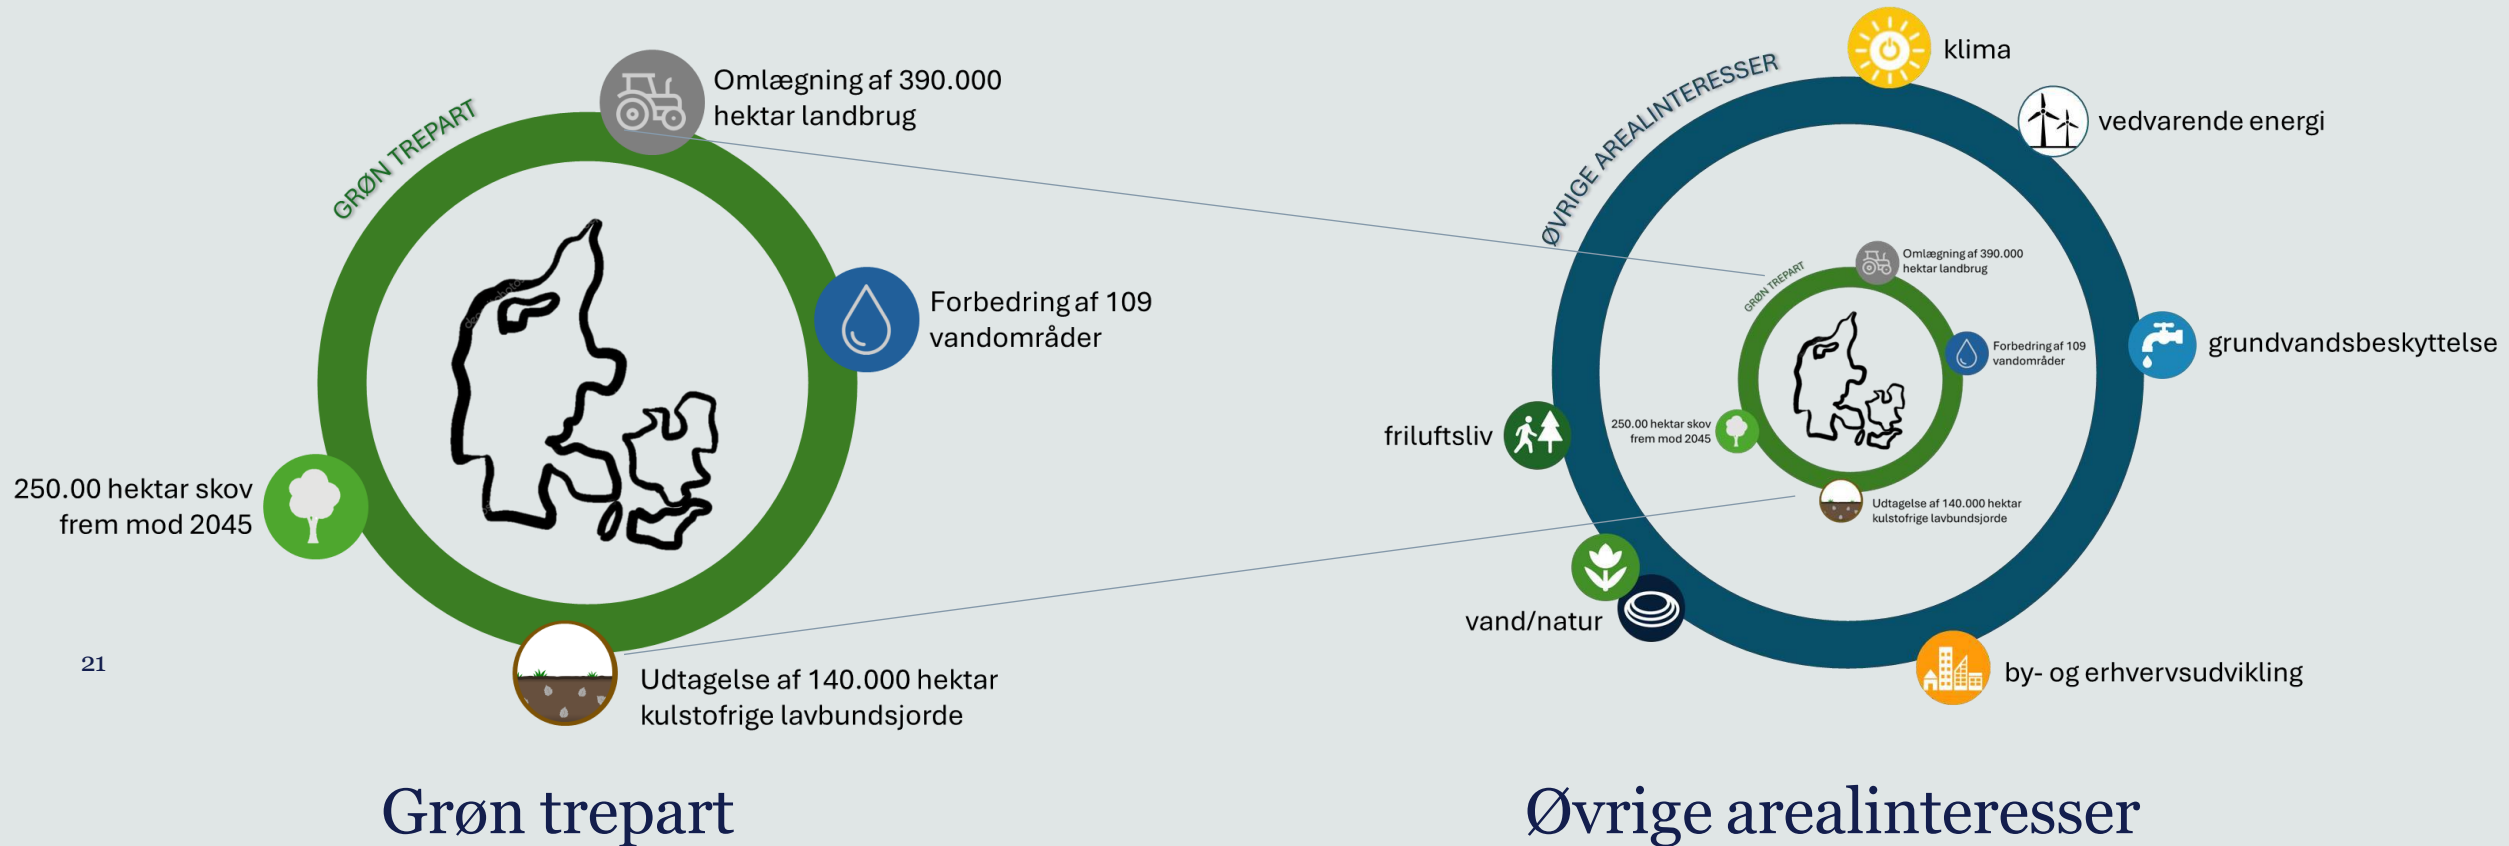 GRØN TREPART
Omlægning af 390.000
hektar landbrug
Forbedring af 109
vandområder
250.00 hektar skov
frem mod 2045
Udtagelse af 140.000 hektar
kulstofrige lavbundsjorde
21
Grøn trepart
ØVRIGE AREALINTERESSER
klima
vedvarende energi
grundvandsbeskyttelse
friluftsliv
vand/natur
by- og erhvervsudvikling
GRØN TREPART
Omlægning af 390.000
hektar landbrug
Forbedring af 109
vandområder
250.00 hektar skov
frem mod 2045
Udtagelse af 140.000 hektar
kulstofrige lavbundsjorde
Øvrige arealinteresser